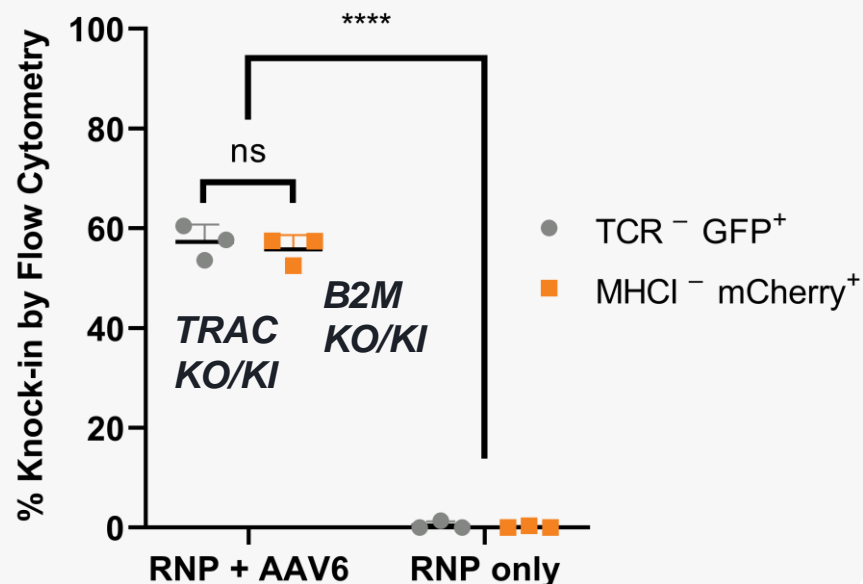 % Knock-in by Flow Cytometry
100
80
60
40
20
0
****
ns
TRAC
KO/KI
B2M
KO/KI
RNP + AAV6
RNP only
TCR⁻ GFP⁺
MHCI⁻ mCherry⁺